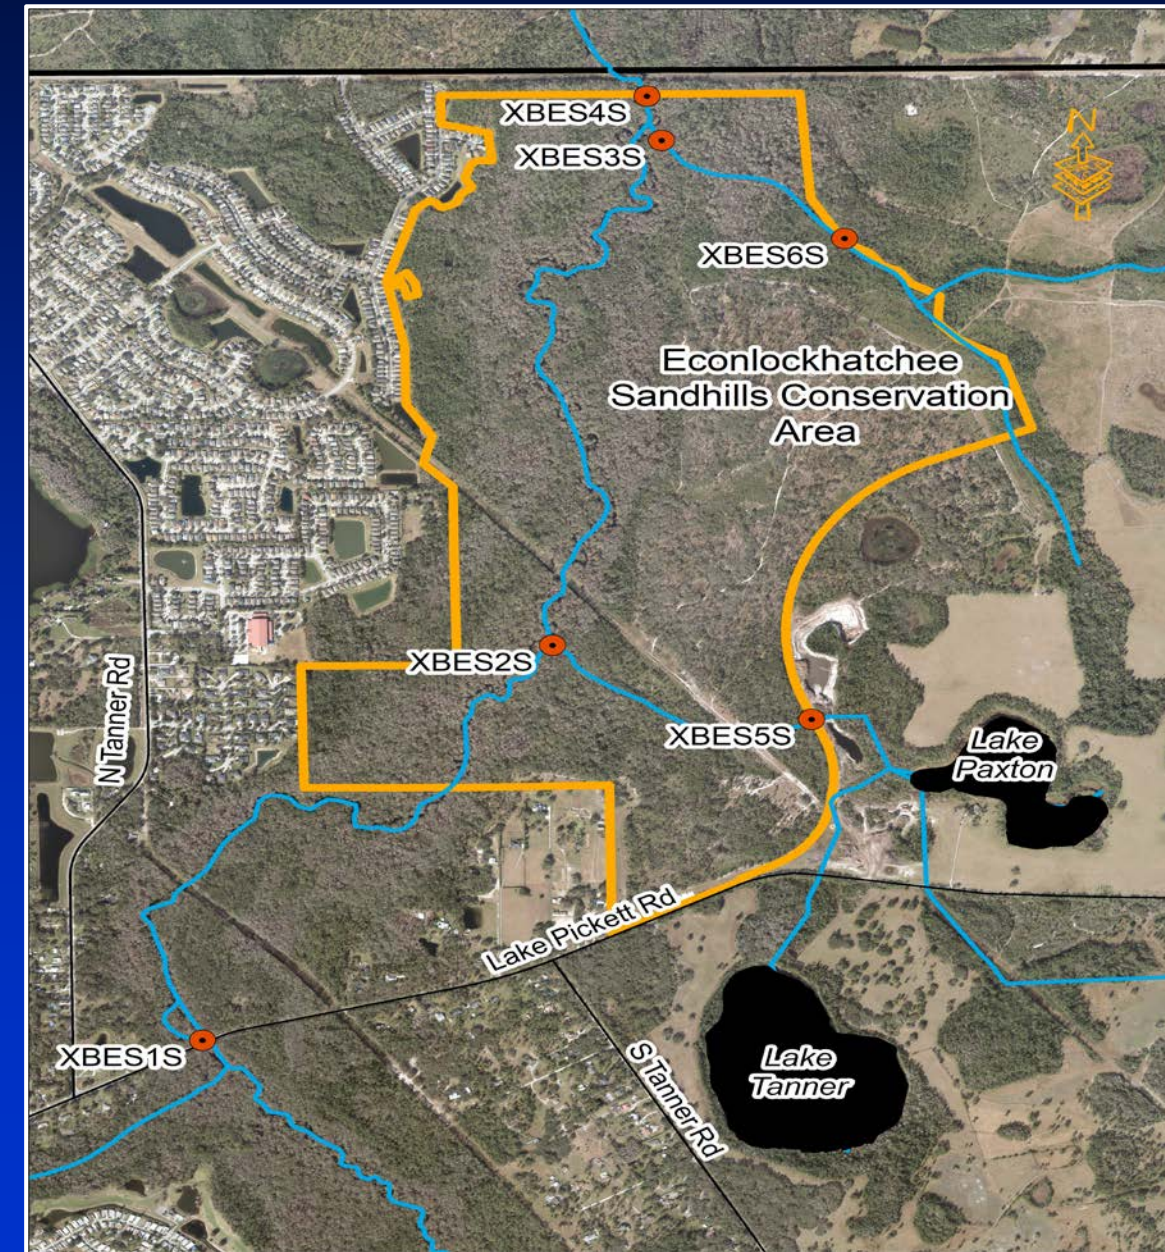 N
XBES4S
XBES3S
XBES6S
Econlockhatchee
Sandhills Conservation
Area
XBES2S
N Tanner Rd
XBES5S
Lake
Paxton
Lake Pickett Rd
XBES1S
S Tanner Rd
Lake
Tanner